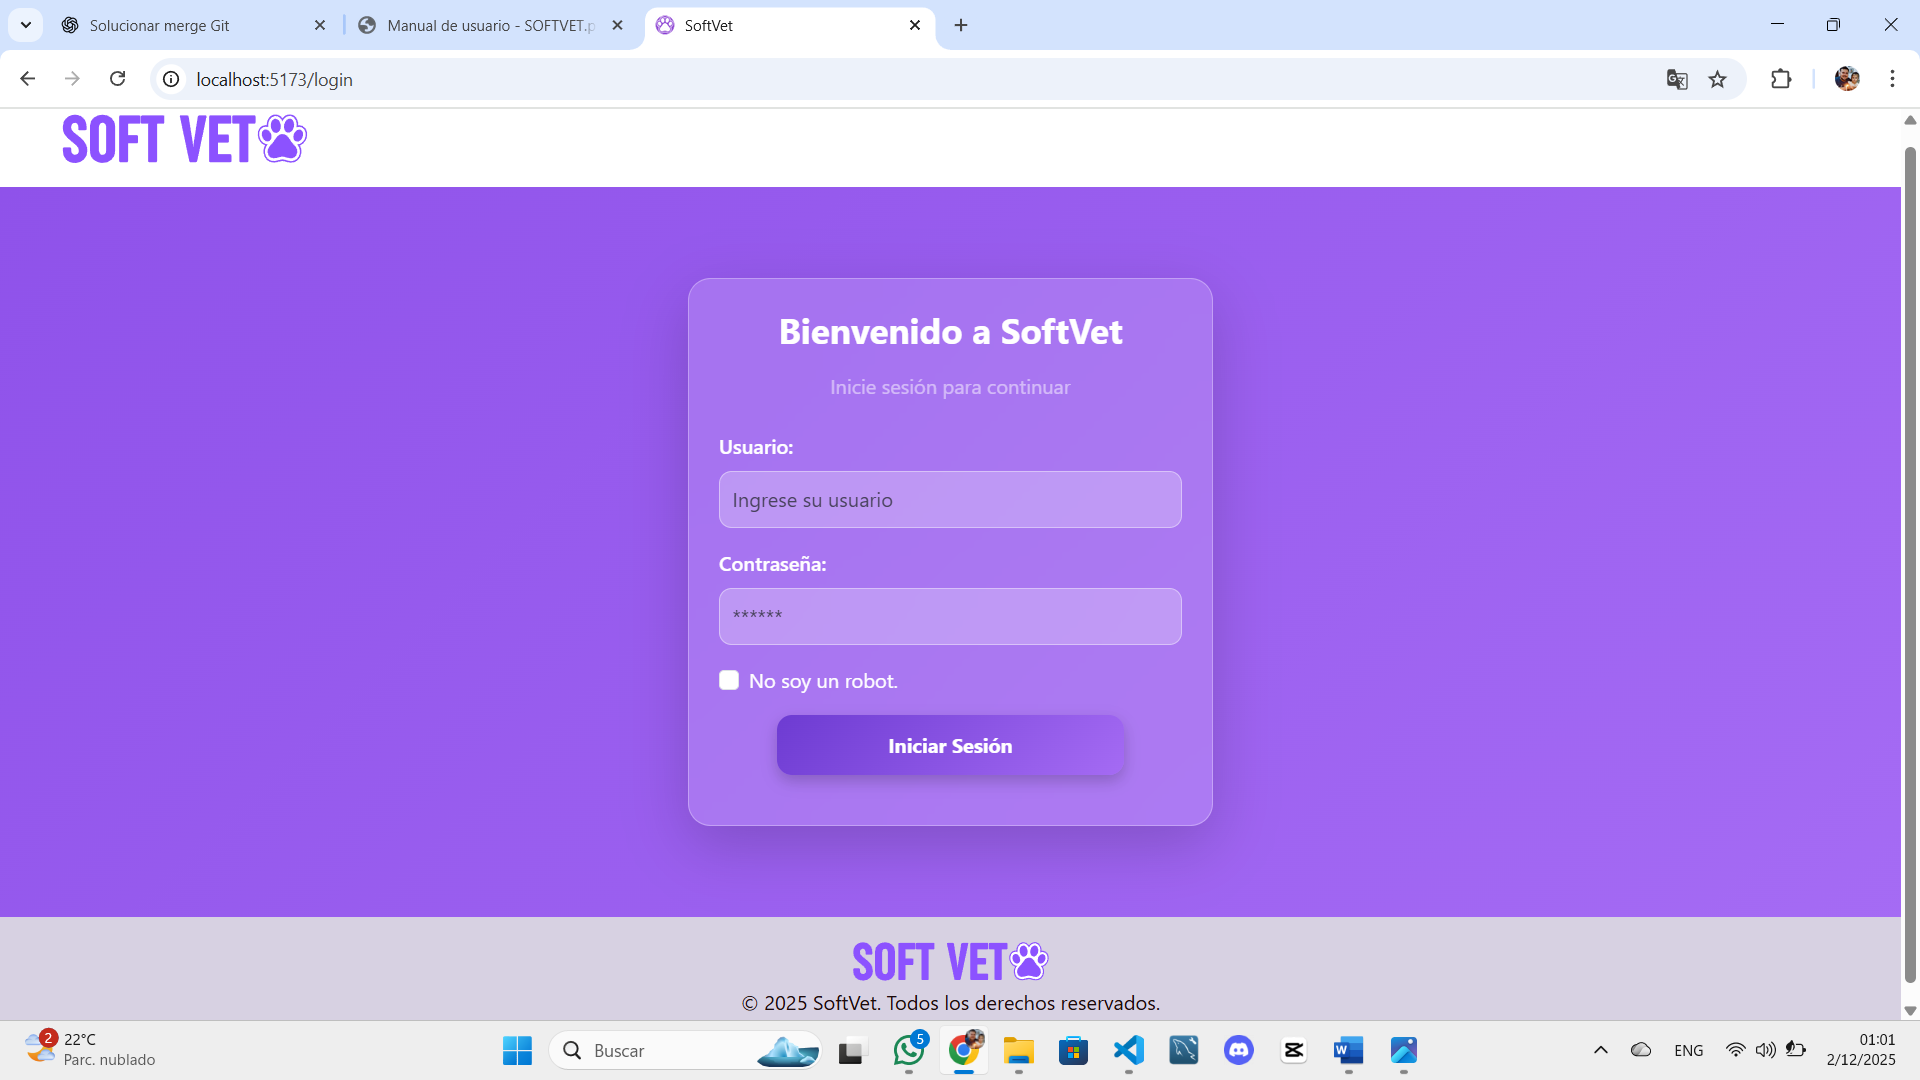 Solucionar merge Git
Manual de usuario - SOFTVET.p
SoftVet
localhost:5173/login
SOFT VET
Bienvenido a SoftVet
Inicie sesión para continuar
Usuario:
Ingrese su usuario
Contraseña:
******
No soy un robot.
Iniciar Sesión
SOFT VET
© 2025 SoftVet. Todos los derechos reservados.
2
22°C
Parc. nublado
Buscar
5
ENG
01:01
2/12/2025